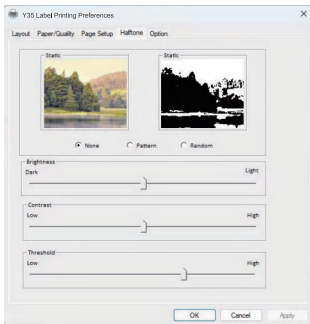 Y35 Label Printing Preferences
Layout Paper/Quality Page Setup Halftone Option
Static Static
None Pattern Random
Brightness
Dark Light
Contrast
Low High
Threshold
Low High
OK Cancel Apply